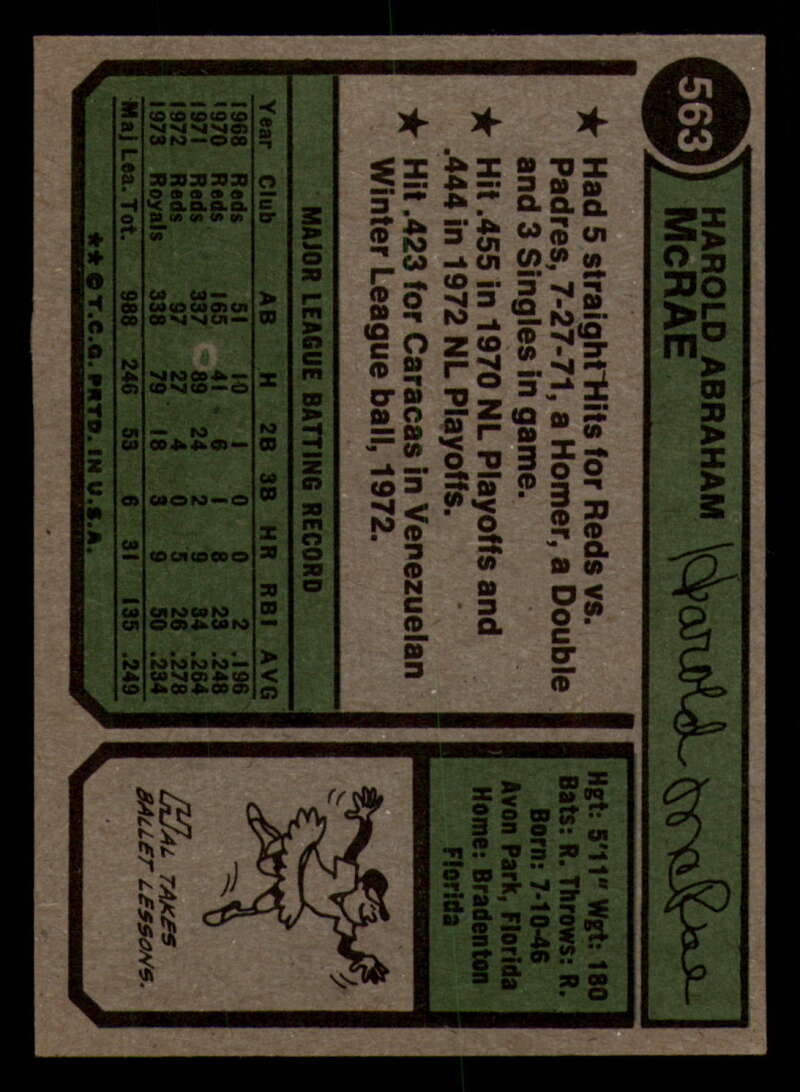 563
HAROLD ABRAHAM
McRAE
Harold McRae
★ Had 5 straight Hits for Reds vs.
Padres, 7-27-71, a Homer, a Double
and 3 Singles in game.
★ Hit .455 in 1970 NL Playoffs and
.444 in 1972 NL Playoffs.
★ Hit .423 for Caracas in Venezuelan
Winter League ball, 1972.
MAJOR LEAGUE BATTING RECORD
Year Club AB H 2B 3B HR RBI AVG
1968 Reds 51 10 1 0 0 2 .196
1970 Reds 165 41 6 1 8 23 .248
1971 Reds 337 89 24 2 9 34 .264
1972 Reds 97 27 4 0 5 26 .278
1973 Royals 338 79 18 3 9 50 .234
Maj Lea. Tot. 988 246 53 6 31 135 .249
★★©T.C.G. PRTD. IN U.S.A.
Hgt: 5'11" Wgt: 180
Bats: R. Throws: R.
Born: 7-10-46
Avon Park, Florida
Home: Bradenton
Florida
HAL TAKES
BALLET LESSONS.